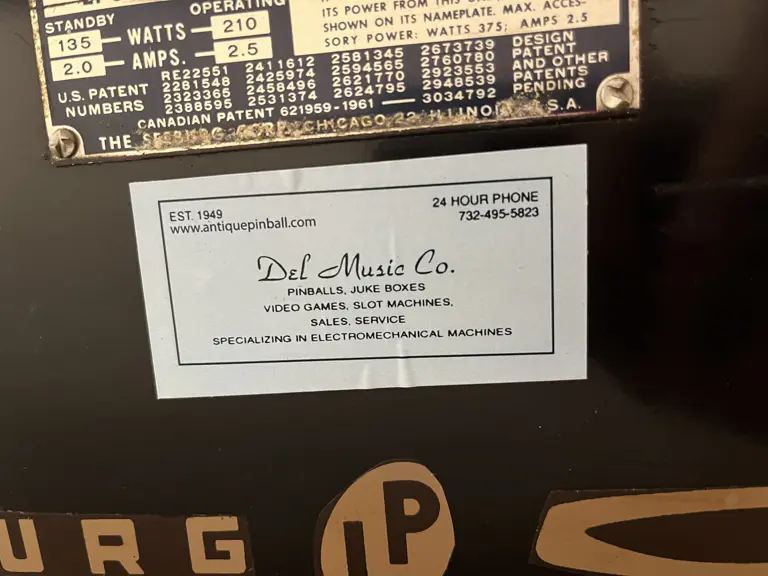 STANDBY OPERATING
135 — WATTS — 210
2.0 — AMPS. — 2.5
ITS POWER FROM THIS
SHOWN ON ITS NAMEPLATE. MAX. ACCES-
SORY POWER: WATTS 375; AMPS 2.5
U.S. PATENT NUMBERS
RE22551 2411612 2581345 2673739 DESIGN
2281548 2425974 2594565 2760780 PATENT
2323365 2458496 2621770 2923553 AND OTHER
2388595 2531374 2624795 2948539 PATENTS
CANADIAN PATENT 621959-1961 — 3034792 PENDING
THE SEEBURG CORP. CHICAGO 22, ILLINOIS U.S.A.
EST. 1949
www.antiquepinball.com
24 HOUR PHONE
732-495-5823
Del Music Co.
PINBALLS, JUKE BOXES
VIDEO GAMES, SLOT MACHINES,
SALES, SERVICE
SPECIALIZING IN ELECTROMECHANICAL MACHINES
URG LP